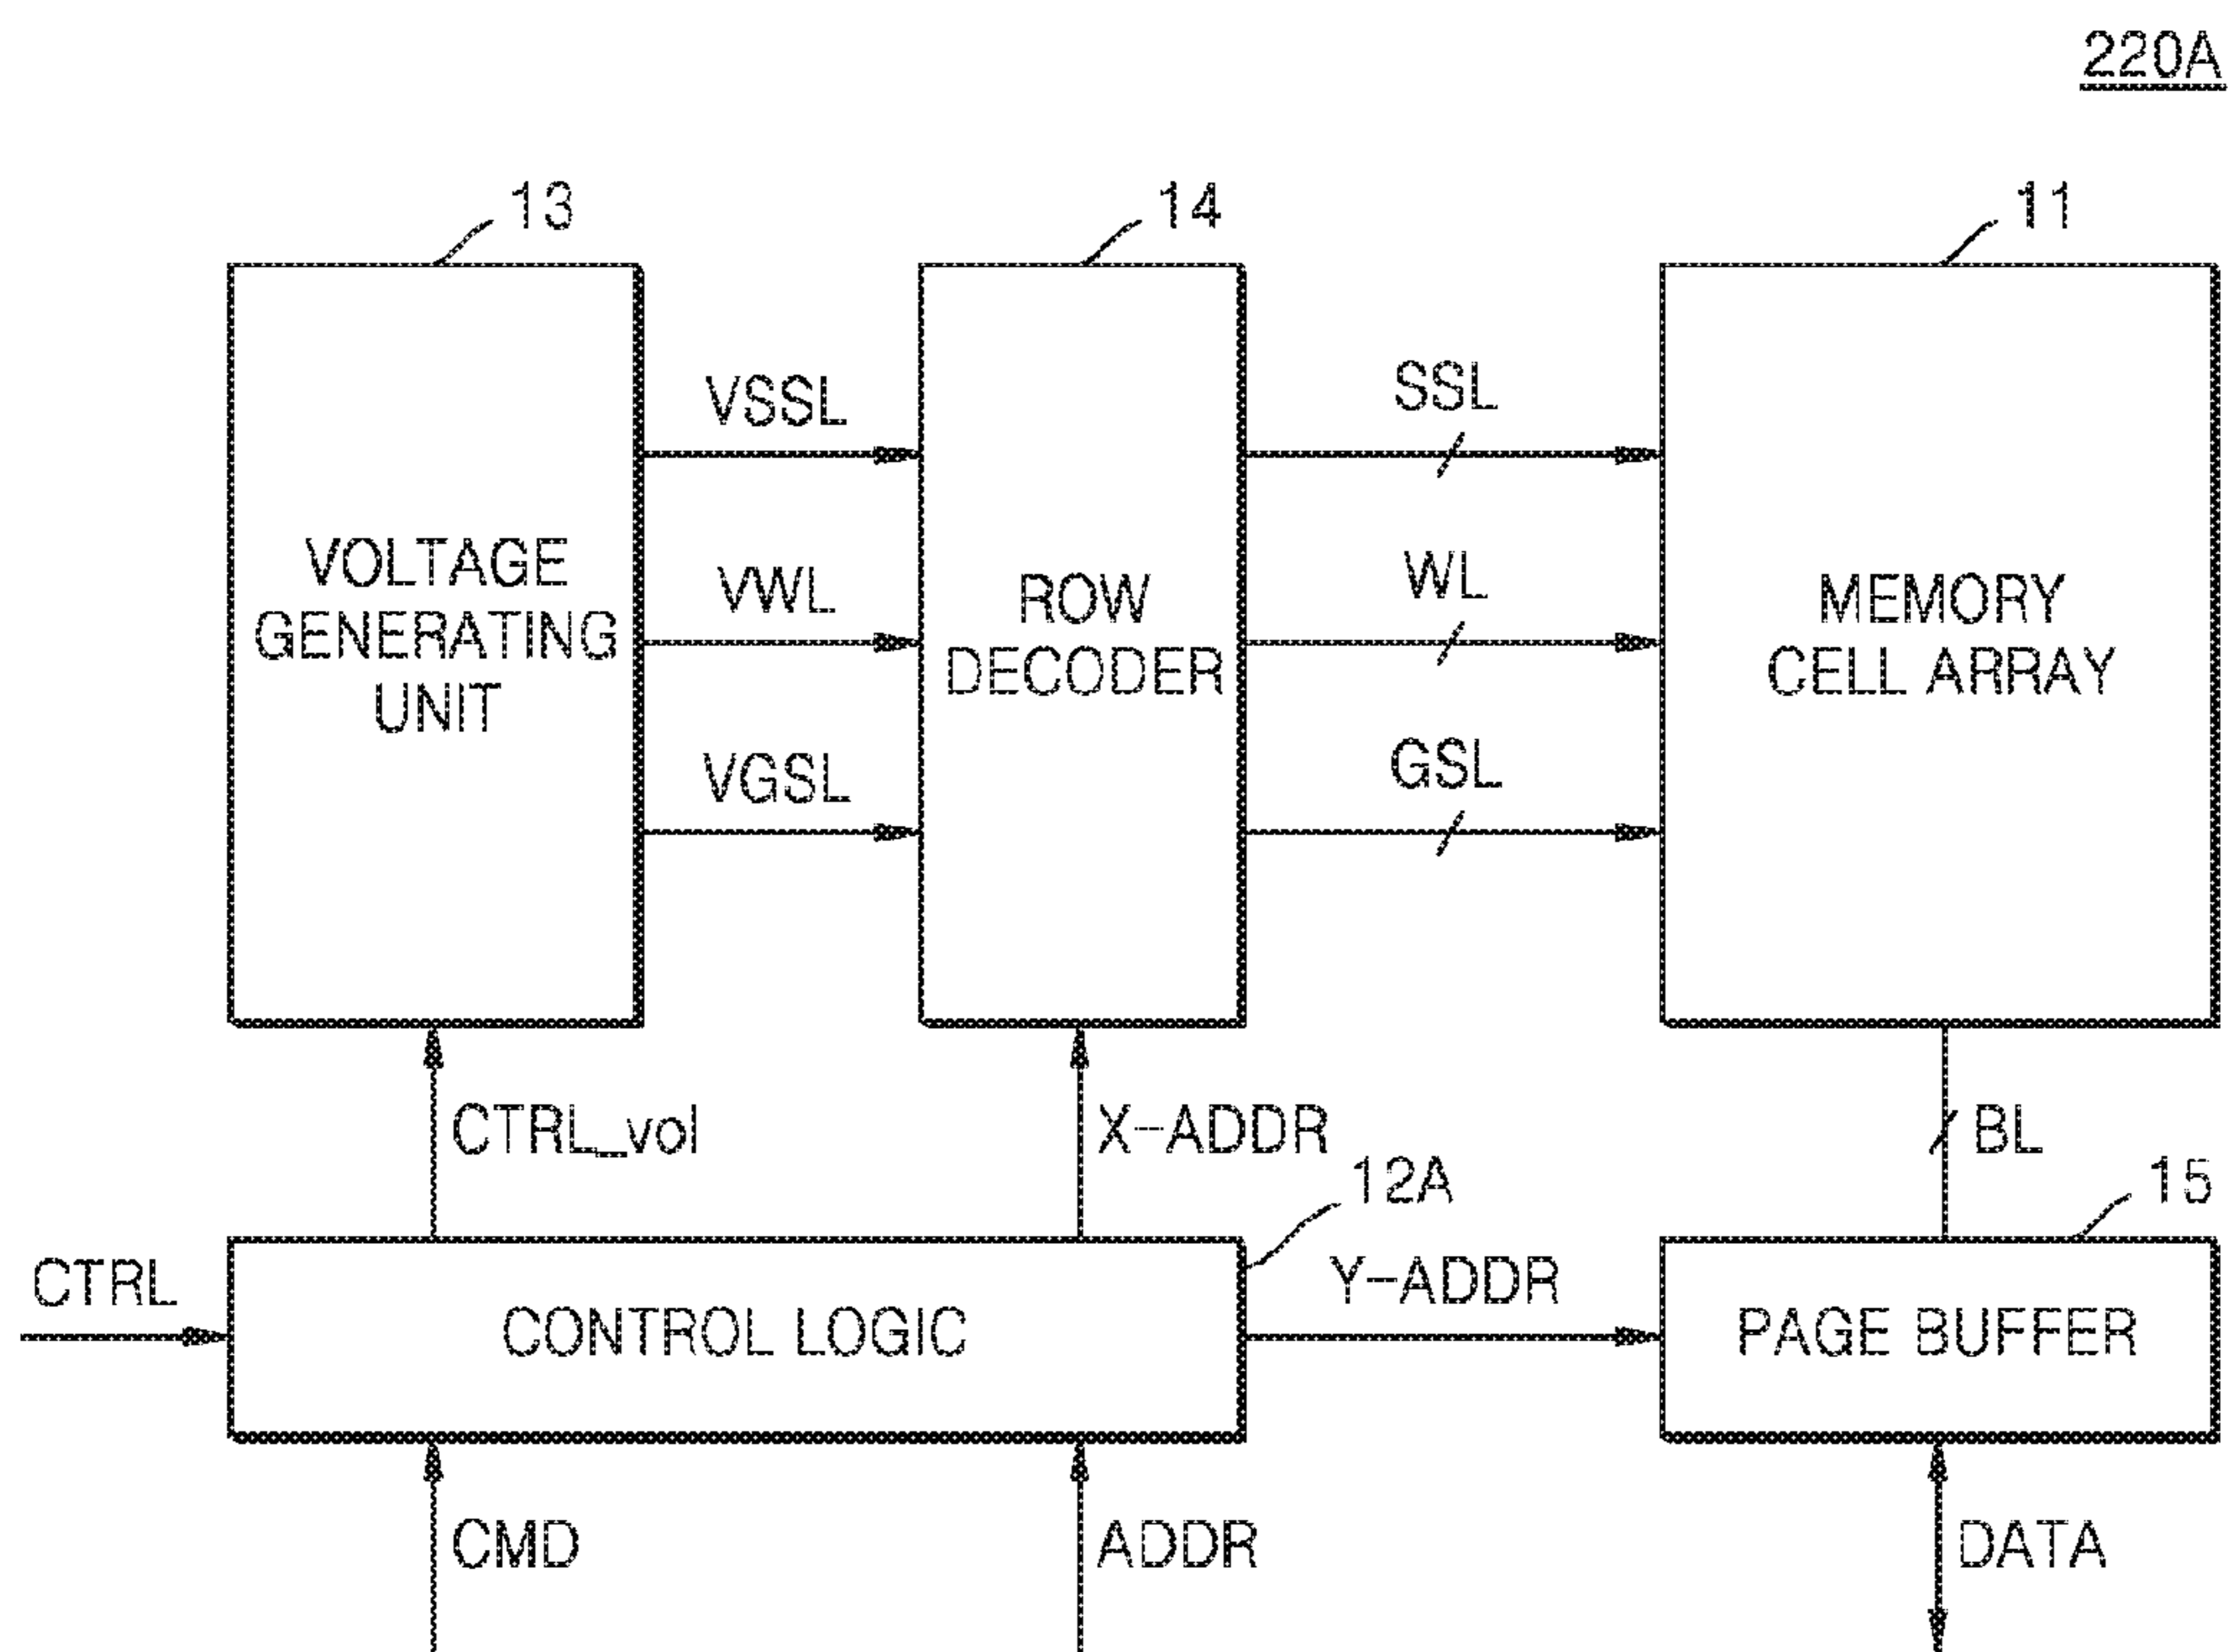 220A
13
14
11
VSSL
SSL
VOLTAGE
GENERATING
UNIT
VWL
ROW
DECODER
WL
MEMORY
CELL ARRAY
VGSL
GSL
CTRL_vol
X-ADDR
BL
12A
15
CTRL
CONTROL LOGIC
Y-ADDR
PAGE BUFFER
CMD
ADDR
DATA